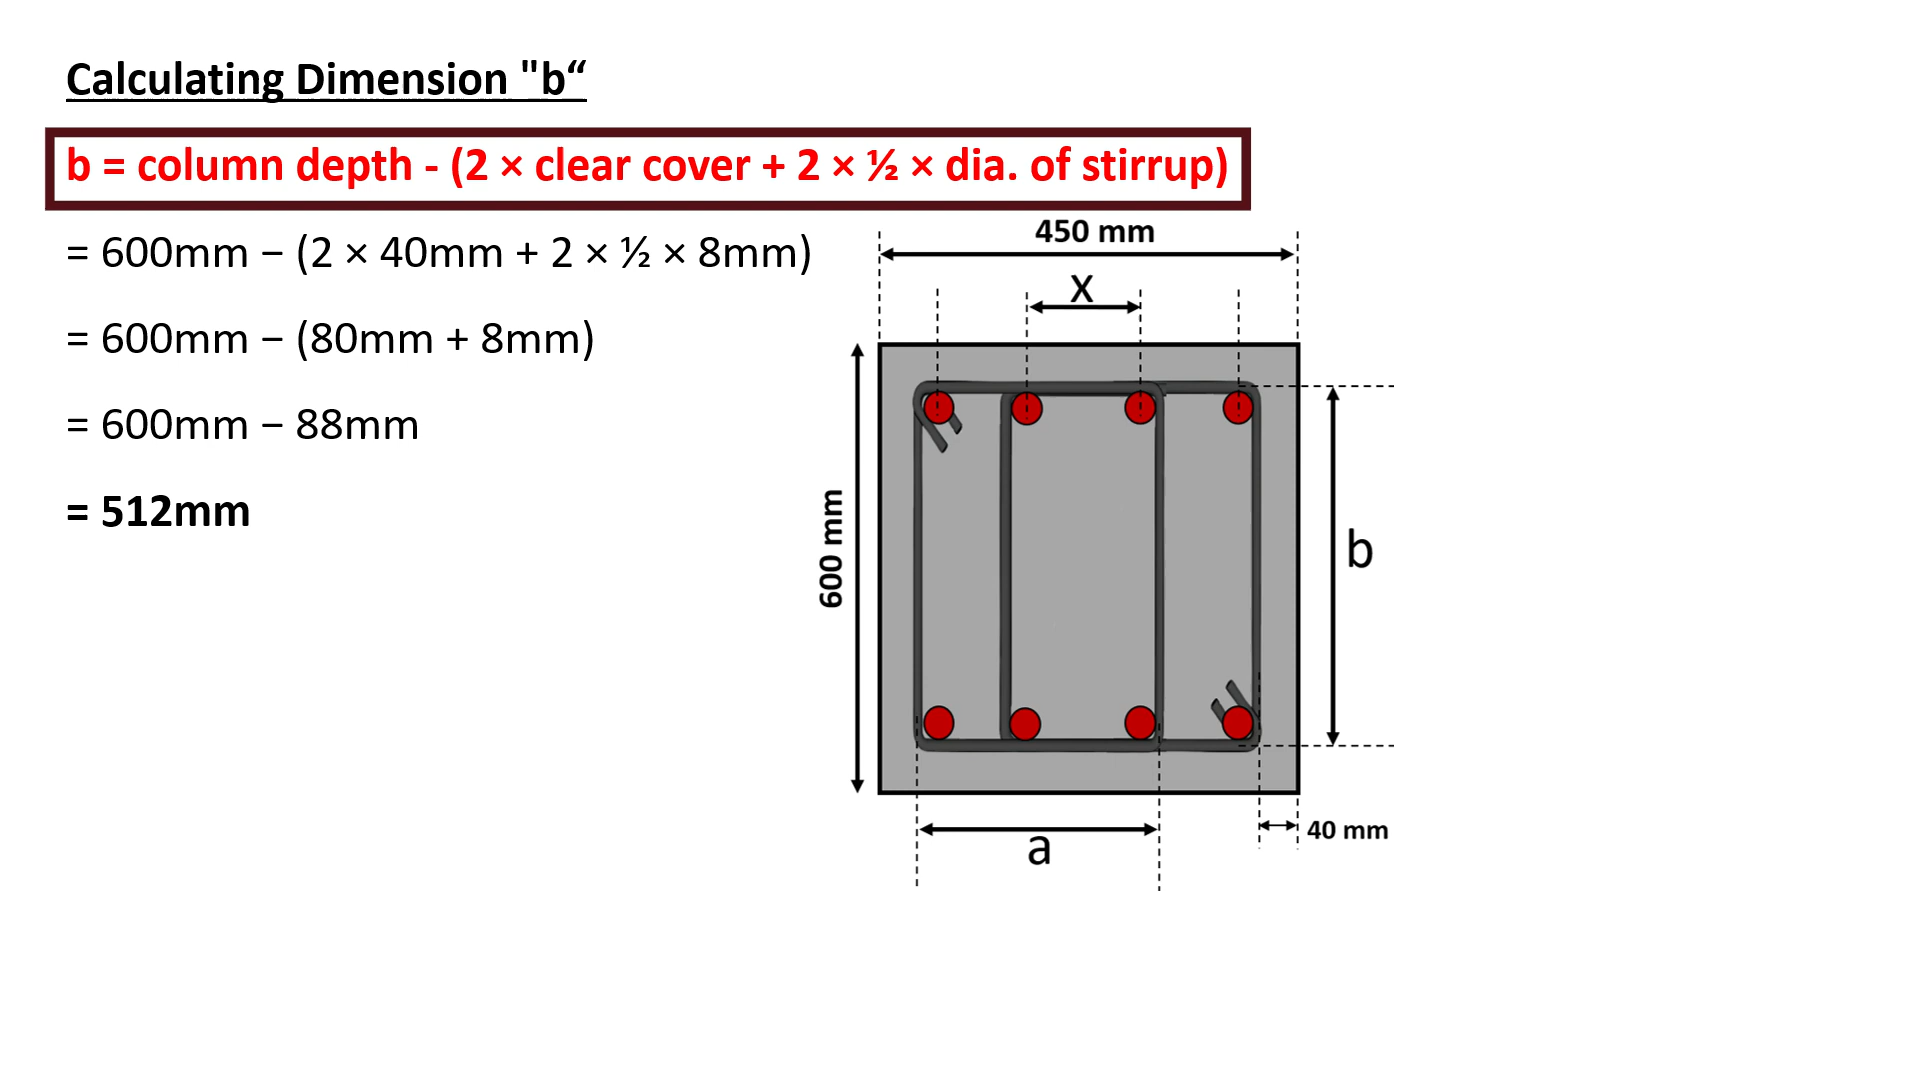 Calculating Dimension "b“
b = column depth - (2 × clear cover + 2 × ½ × dia. of stirrup)
= 600mm − (2 × 40mm + 2 × ½ × 8mm)
= 600mm − (80mm + 8mm)
= 600mm − 88mm
= 512mm
450 mm
X
600 mm
b
40 mm
a